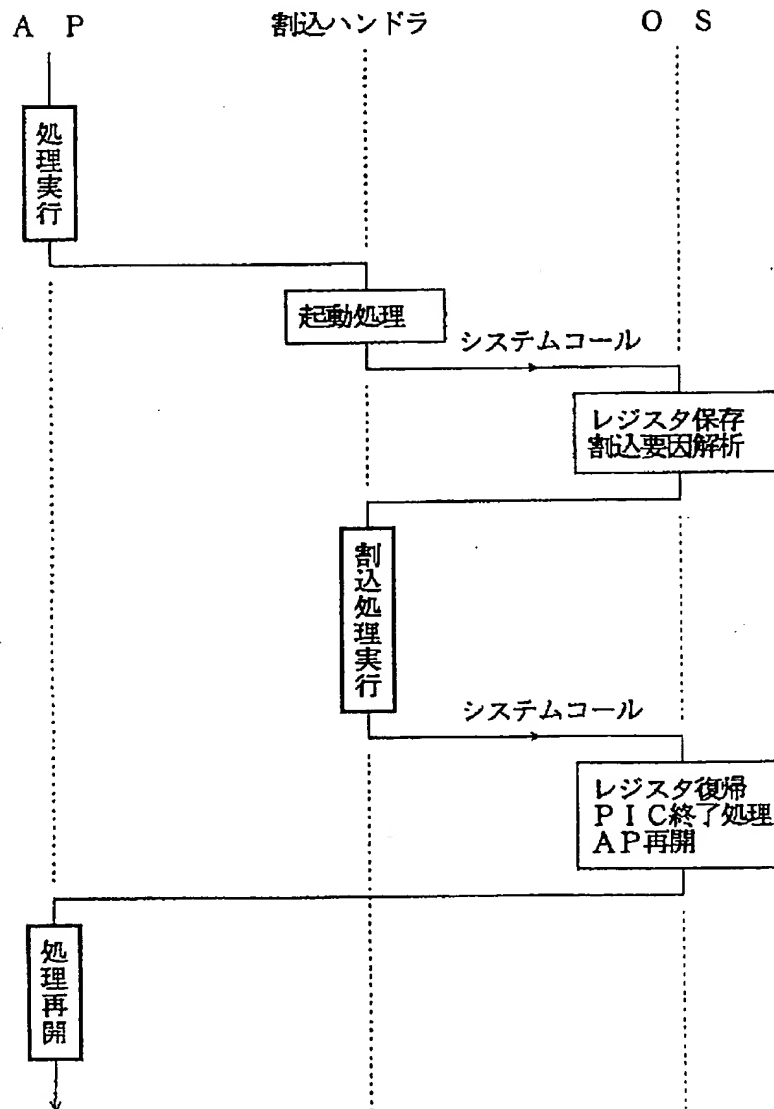 A P
割込ハンドラ
O S
処理実行
起動処理
システムコール
レジスタ保存
割込要因解析
割込処理実行
システムコール
レジスタ復帰
PIC終了処理
AP再開
処理再開